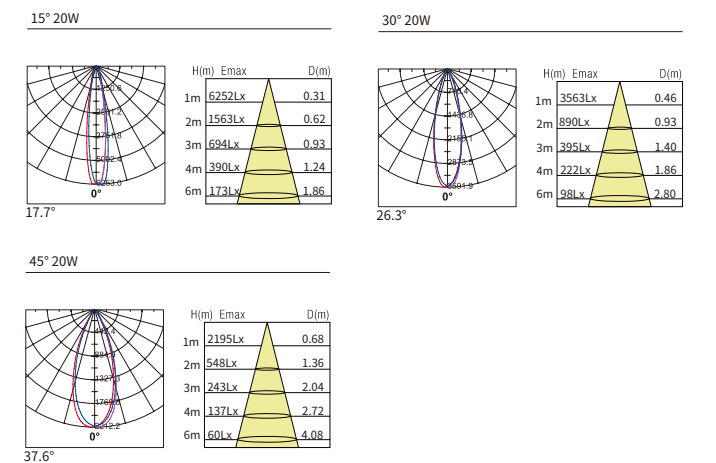 15° 20W
H(m) Emax D(m)
1m 6252Lx 0.31
2m 1563Lx 0.62
3m 694Lx 0.93
4m 390Lx 1.24
6m 173Lx 1.86
0°
17.7°
30° 20W
H(m) Emax D(m)
1m 3563Lx 0.46
2m 890Lx 0.93
3m 395Lx 1.40
4m 222Lx 1.86
6m 98Lx 2.80
0°
26.3°
45° 20W
H(m) Emax D(m)
1m 2195Lx 0.68
2m 548Lx 1.36
3m 243Lx 2.04
4m 137Lx 2.72
6m 60Lx 4.08
0°
37.6°